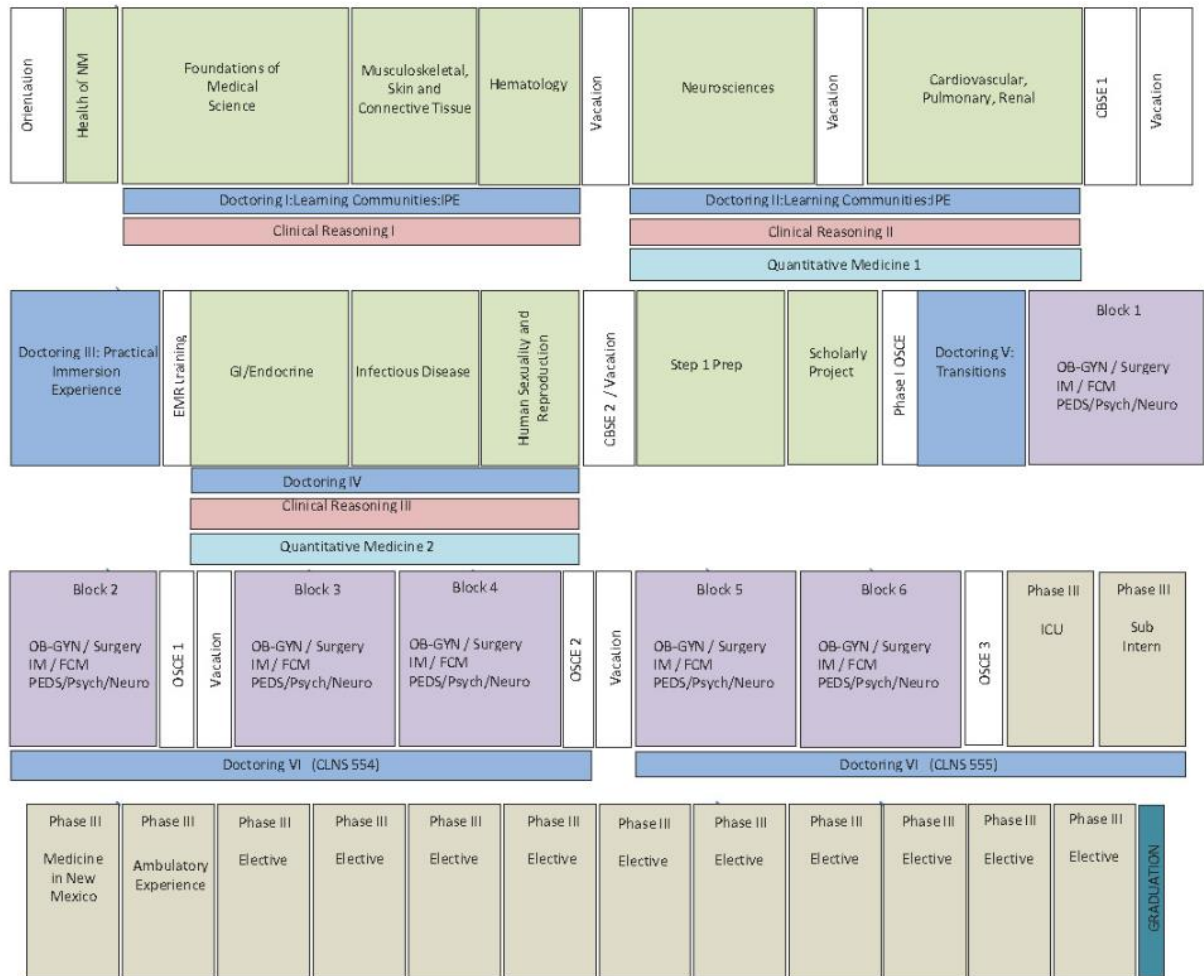 Orientation
Health of NM
Foundations of
Medical
Science
Musculoskeletal,
Skin and
Connective Tissue
Hematology
Vacation
Neurosciences
Vacation
Cardiovascular,
Pulmonary, Renal
CBSE 1
Vacation
Doctoring I:Learning Communities:IPE
Doctoring II:Learning Communities:IPE
Clinical Reasoning I
Clinical Reasoning II
Quantitative Medicine 1
Doctoring III: Practical
Immersion
Experience
EMR training
GI/Endocrine
Infectious Disease
Human Sexuality and
Reproduction
CBSE 2 / Vacation
Step 1 Prep
Scholarly
Project
Phase I OSCE
Doctoring V:
Transitions
Block 1
OB-GYN / Surgery
IM / FCM
PEDS/Psych/Neuro
Doctoring IV
Clinical Reasoning III
Quantitative Medicine 2
Block 2
OB-GYN / Surgery
IM / FCM
PEDS/Psych/Neuro
OSCE 1
Vacation
Block 3
OB-GYN / Surgery
IM / FCM
PEDS/Psych/Neuro
Block 4
OB-GYN / Surgery
IM / FCM
PEDS/Psych/Neuro
OSCE 2
Vacation
Block 5
OB-GYN / Surgery
IM / FCM
PEDS/Psych/Neuro
Block 6
OB-GYN / Surgery
IM / FCM
PEDS/Psych/Neuro
OSCE 3
Phase III
ICU
Phase III
Sub
Intern
Doctoring VI (CLNS 554)
Doctoring VI (CLNS 555)
Phase III
Medicine
in New
Mexico
Phase III
Ambulatory
Experience
Phase III
Elective
Phase III
Elective
Phase III
Elective
Phase III
Elective
Phase III
Elective
Phase III
Elective
Phase III
Elective
Phase III
Elective
Phase III
Elective
Phase III
Elective
GRADUATION